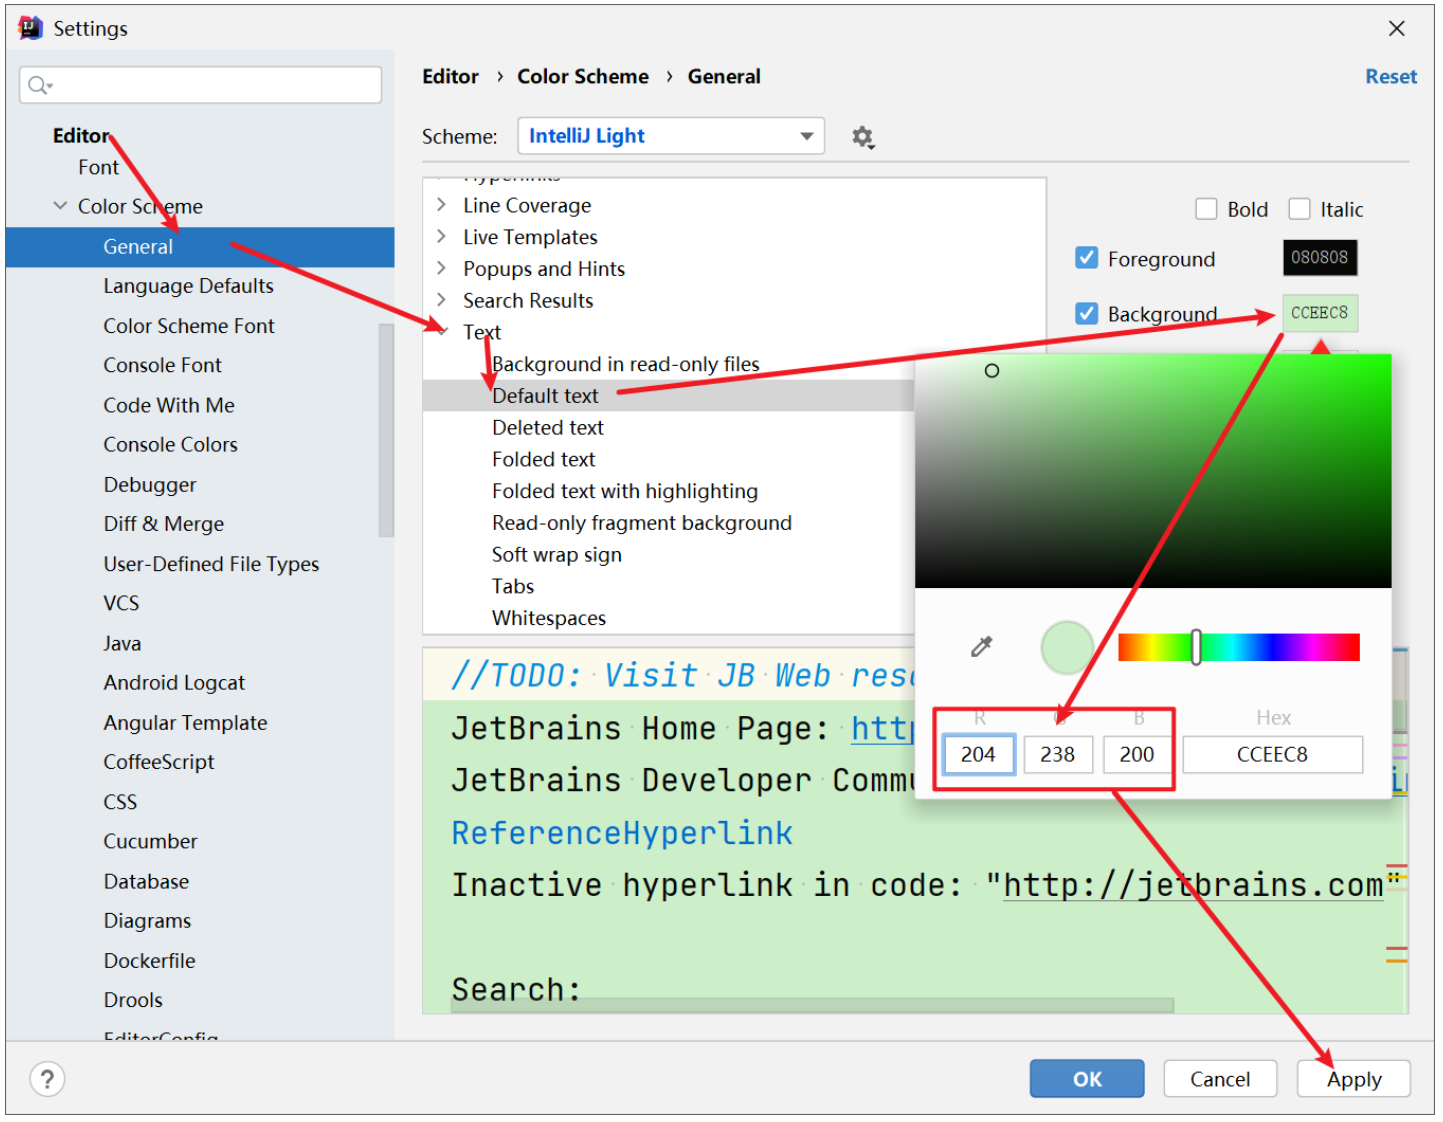 Settings
Editor › Color Scheme › General
Reset
Scheme: IntelliJ Light
Editor
Font
Color Scheme
General
Language Defaults
Color Scheme Font
Console Font
Code With Me
Console Colors
Debugger
Diff & Merge
User-Defined File Types
VCS
Java
Android Logcat
Angular Template
CoffeeScript
CSS
Cucumber
Database
Diagrams
Dockerfile
Drools
EditorConfig
Hyperlinks
Line Coverage
Live Templates
Popups and Hints
Search Results
Text
Background in read-only files
Default text
Deleted text
Folded text
Folded text with highlighting
Read-only fragment background
Soft wrap sign
Tabs
Whitespaces
Bold Italic
Foreground 080808
Background CCEEC8
R G B Hex
204 238 200 CCEEC8
//TODO: Visit JB Web
JetBrains Home Page: http
JetBrains Developer
ReferenceHyperlink
Inactive hyperlink in code: "http://jetbrains.com"
Search:
?
OK Cancel Apply